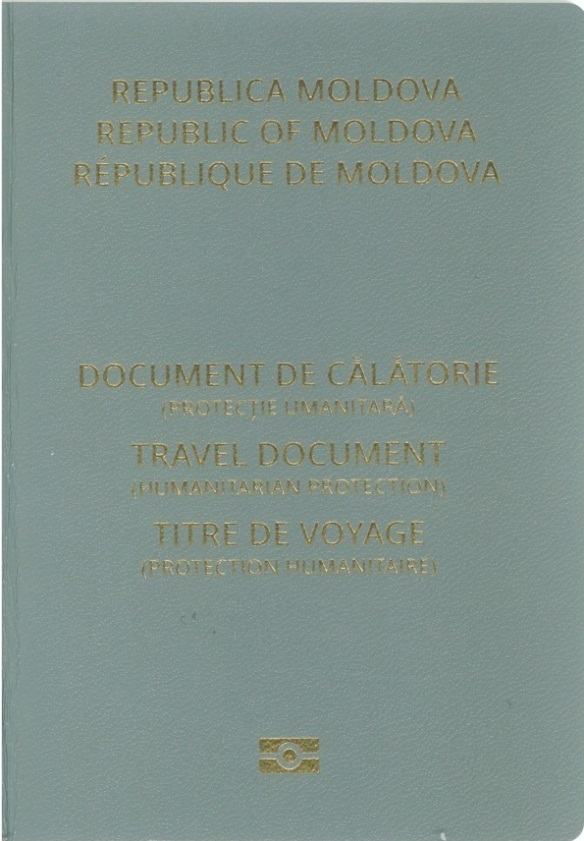 REPUBLICA MOLDOVA
REPUBLIC OF MOLDOVA
RÉPUBLIQUE DE MOLDOVA
DOCUMENT DE CĂLĂTORIE
(PROTECŢIE UMANITARĂ)
TRAVEL DOCUMENT
(HUMANITARIAN PROTECTION)
TITRE DE VOYAGE
(PROTECTION HUMANITAIRE)